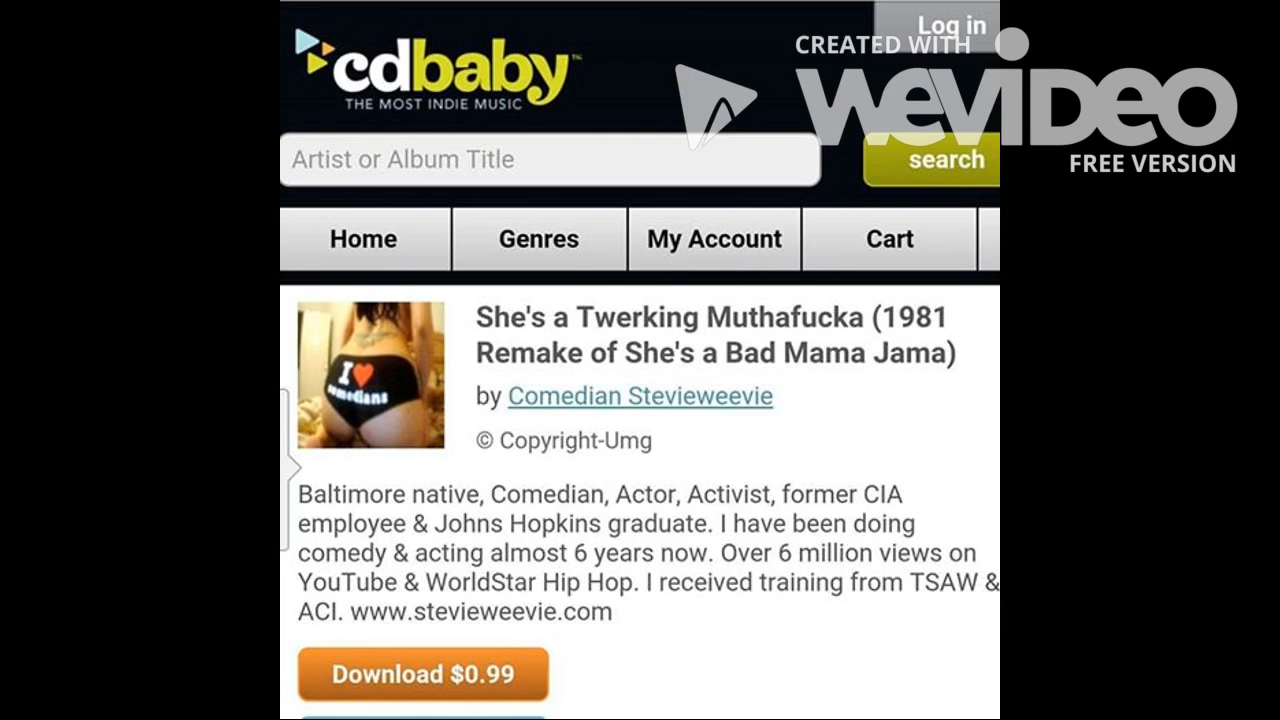 Log in
CREATED WITH
WeVIDEO
FREE VERSION
cdbaby™
THE MOST INDIE MUSIC
Artist or Album Title
search
Home
Genres
My Account
Cart
I ❤
comedians
She's a Twerking Muthafucka (1981
Remake of She's a Bad Mama Jama)
by Comedian Stevieweevie
© Copyright-Umg
Baltimore native, Comedian, Actor, Activist, former CIA
employee & Johns Hopkins graduate. I have been doing
comedy & acting almost 6 years now. Over 6 million views on
YouTube & WorldStar Hip Hop. I received training from TSAW &
ACI. www.stevieweevie.com
Download $0.99